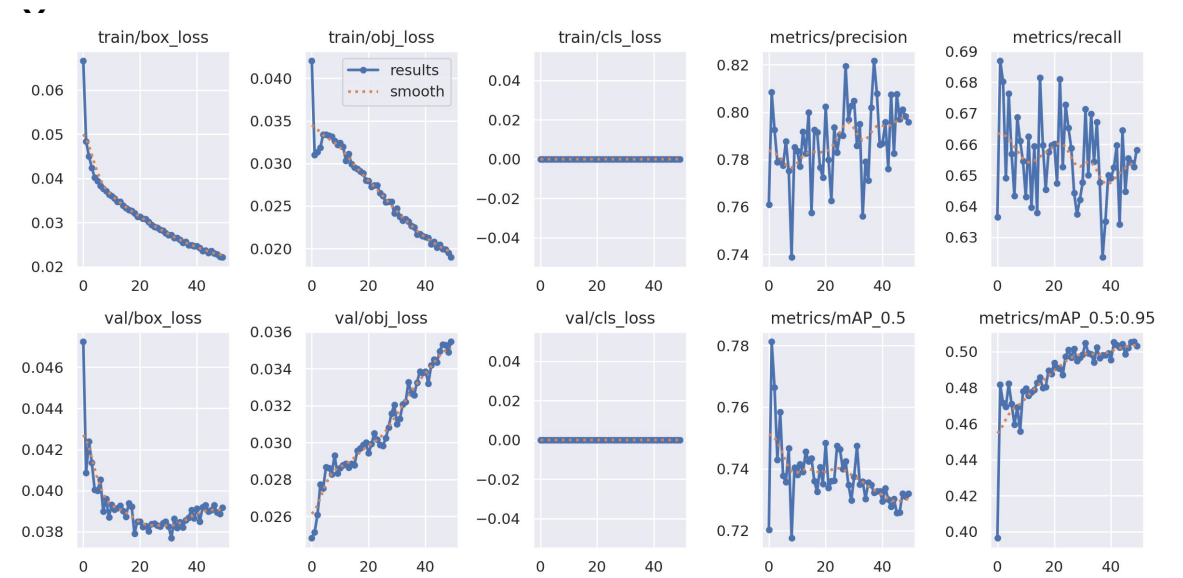 train/box_loss
0.06
0.05
0.04
0.03
0.02
0 20 40
train/obj_loss
results
smooth
0.040
0.035
0.030
0.025
0.020
0 20 40
train/cls_loss
0.04
0.02
0.00
−0.02
−0.04
0 20 40
metrics/precision
0.82
0.80
0.78
0.76
0.74
0 20 40
metrics/recall
0.69
0.68
0.67
0.66
0.65
0.64
0.63
0 20 40
val/box_loss
0.046
0.044
0.042
0.040
0.038
0 20 40
val/obj_loss
0.036
0.034
0.032
0.030
0.028
0.026
0 20 40
val/cls_loss
0.04
0.02
0.00
−0.02
−0.04
0 20 40
metrics/mAP_0.5
0.78
0.76
0.74
0.72
0 20 40
metrics/mAP_0.5:0.95
0.50
0.48
0.46
0.44
0.42
0.40
0 20 40